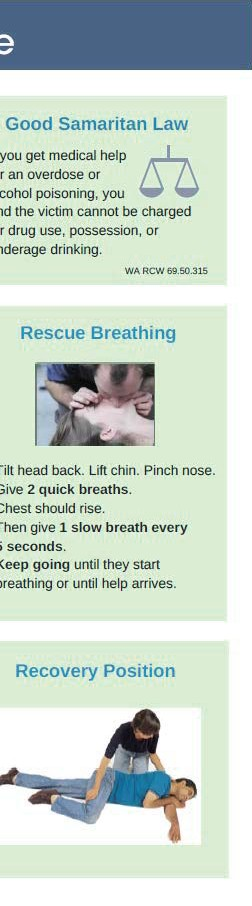 e
Good Samaritan Law
you get medical help
r an overdose or
cohol poisoning, you
nd the victim cannot be charged
r drug use, possession, or
nderage drinking.
WA RCW 69.50.315
Rescue Breathing
Tilt head back. Lift chin. Pinch nose.
Give 2 quick breaths.
Chest should rise.
Then give 1 slow breath every
5 seconds.
Keep going until they start
breathing or until help arrives.
Recovery Position